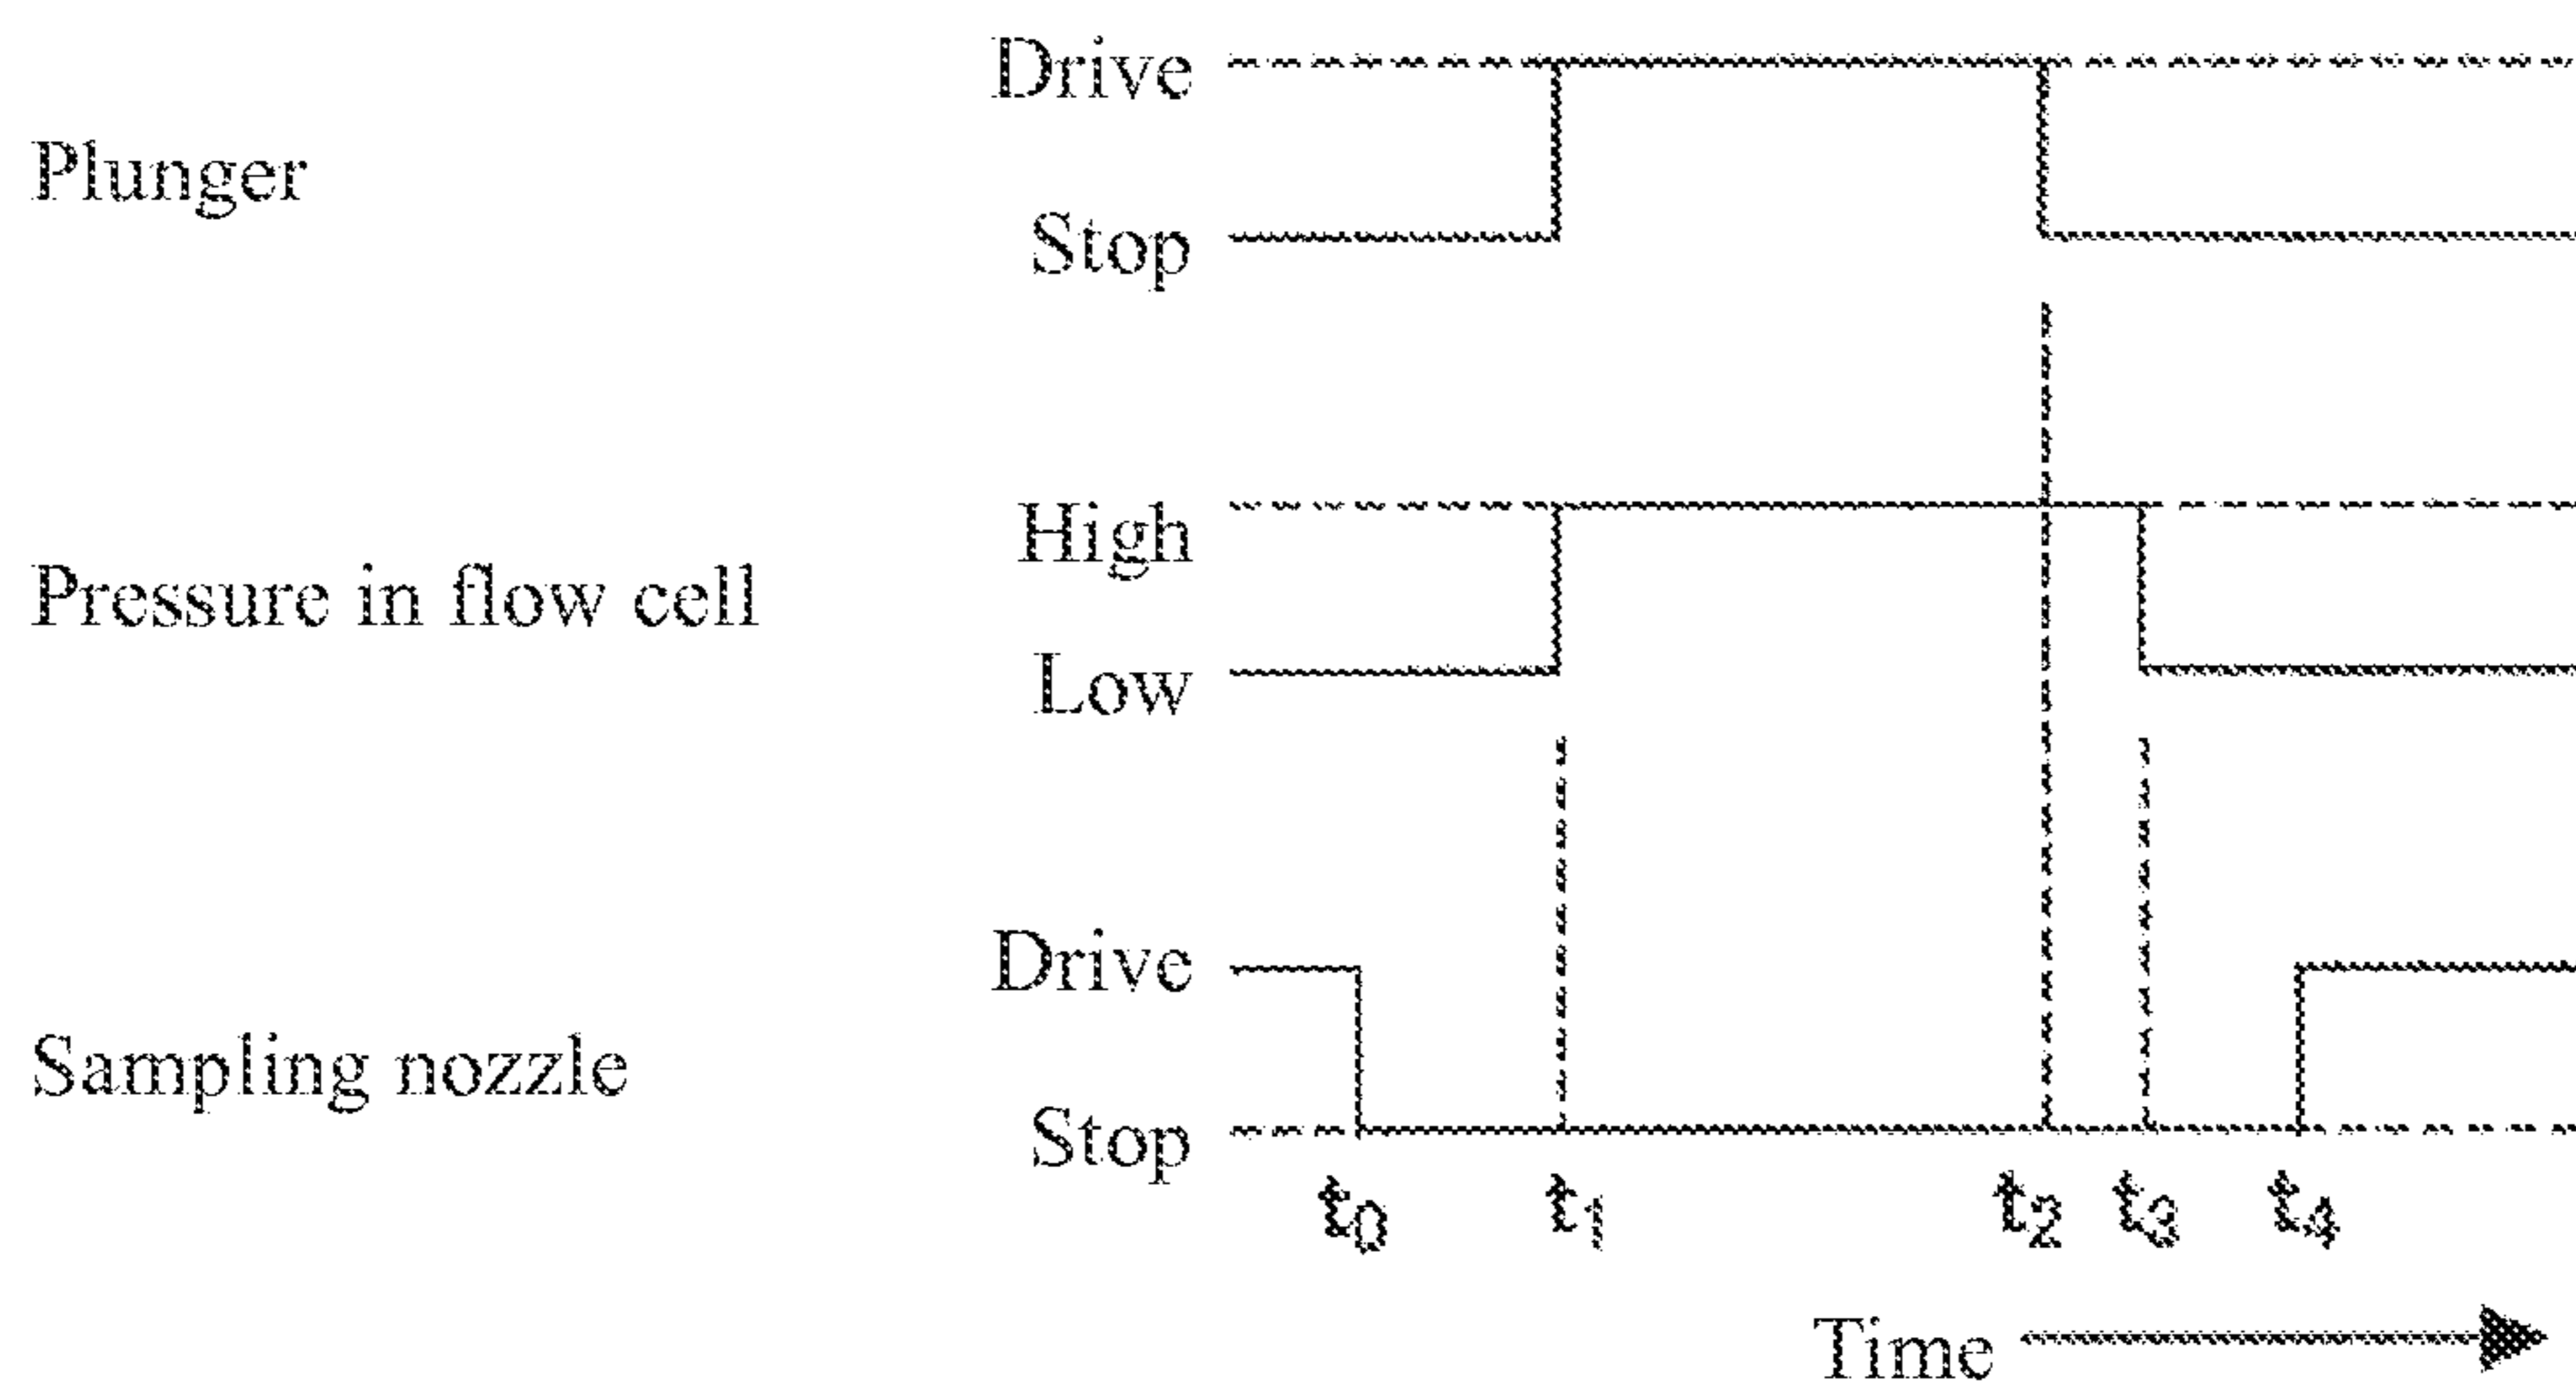 Drive
Plunger
Stop
High
Pressure in flow cell
Low
Drive
Sampling nozzle
Stop
t0 t1 t2 t3 t4
Time